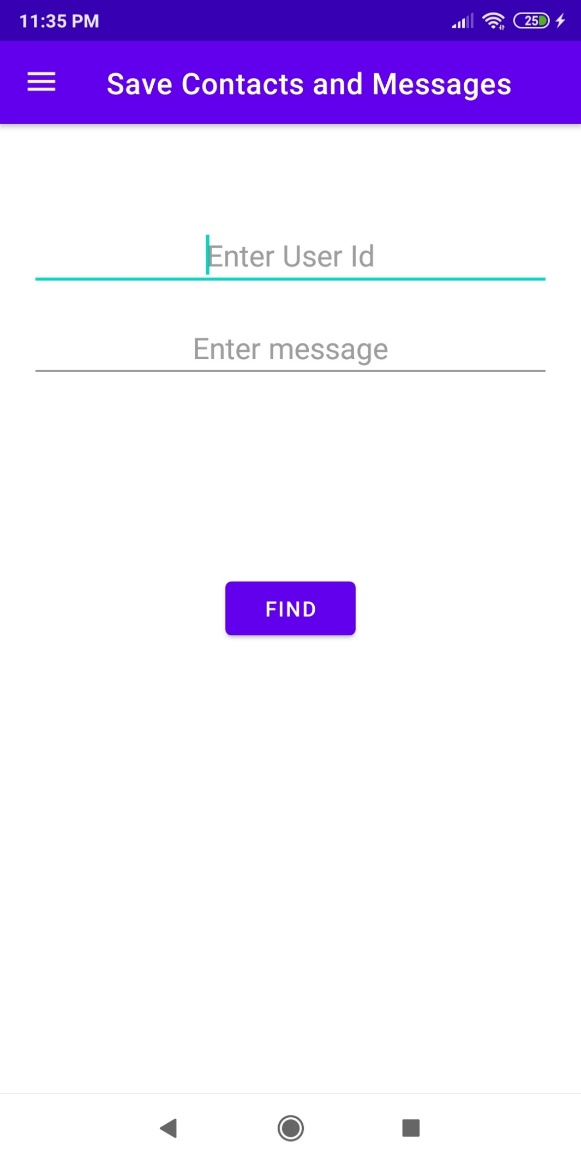 11:35 PM 25
Save Contacts and Messages
Enter User Id
Enter message
FIND